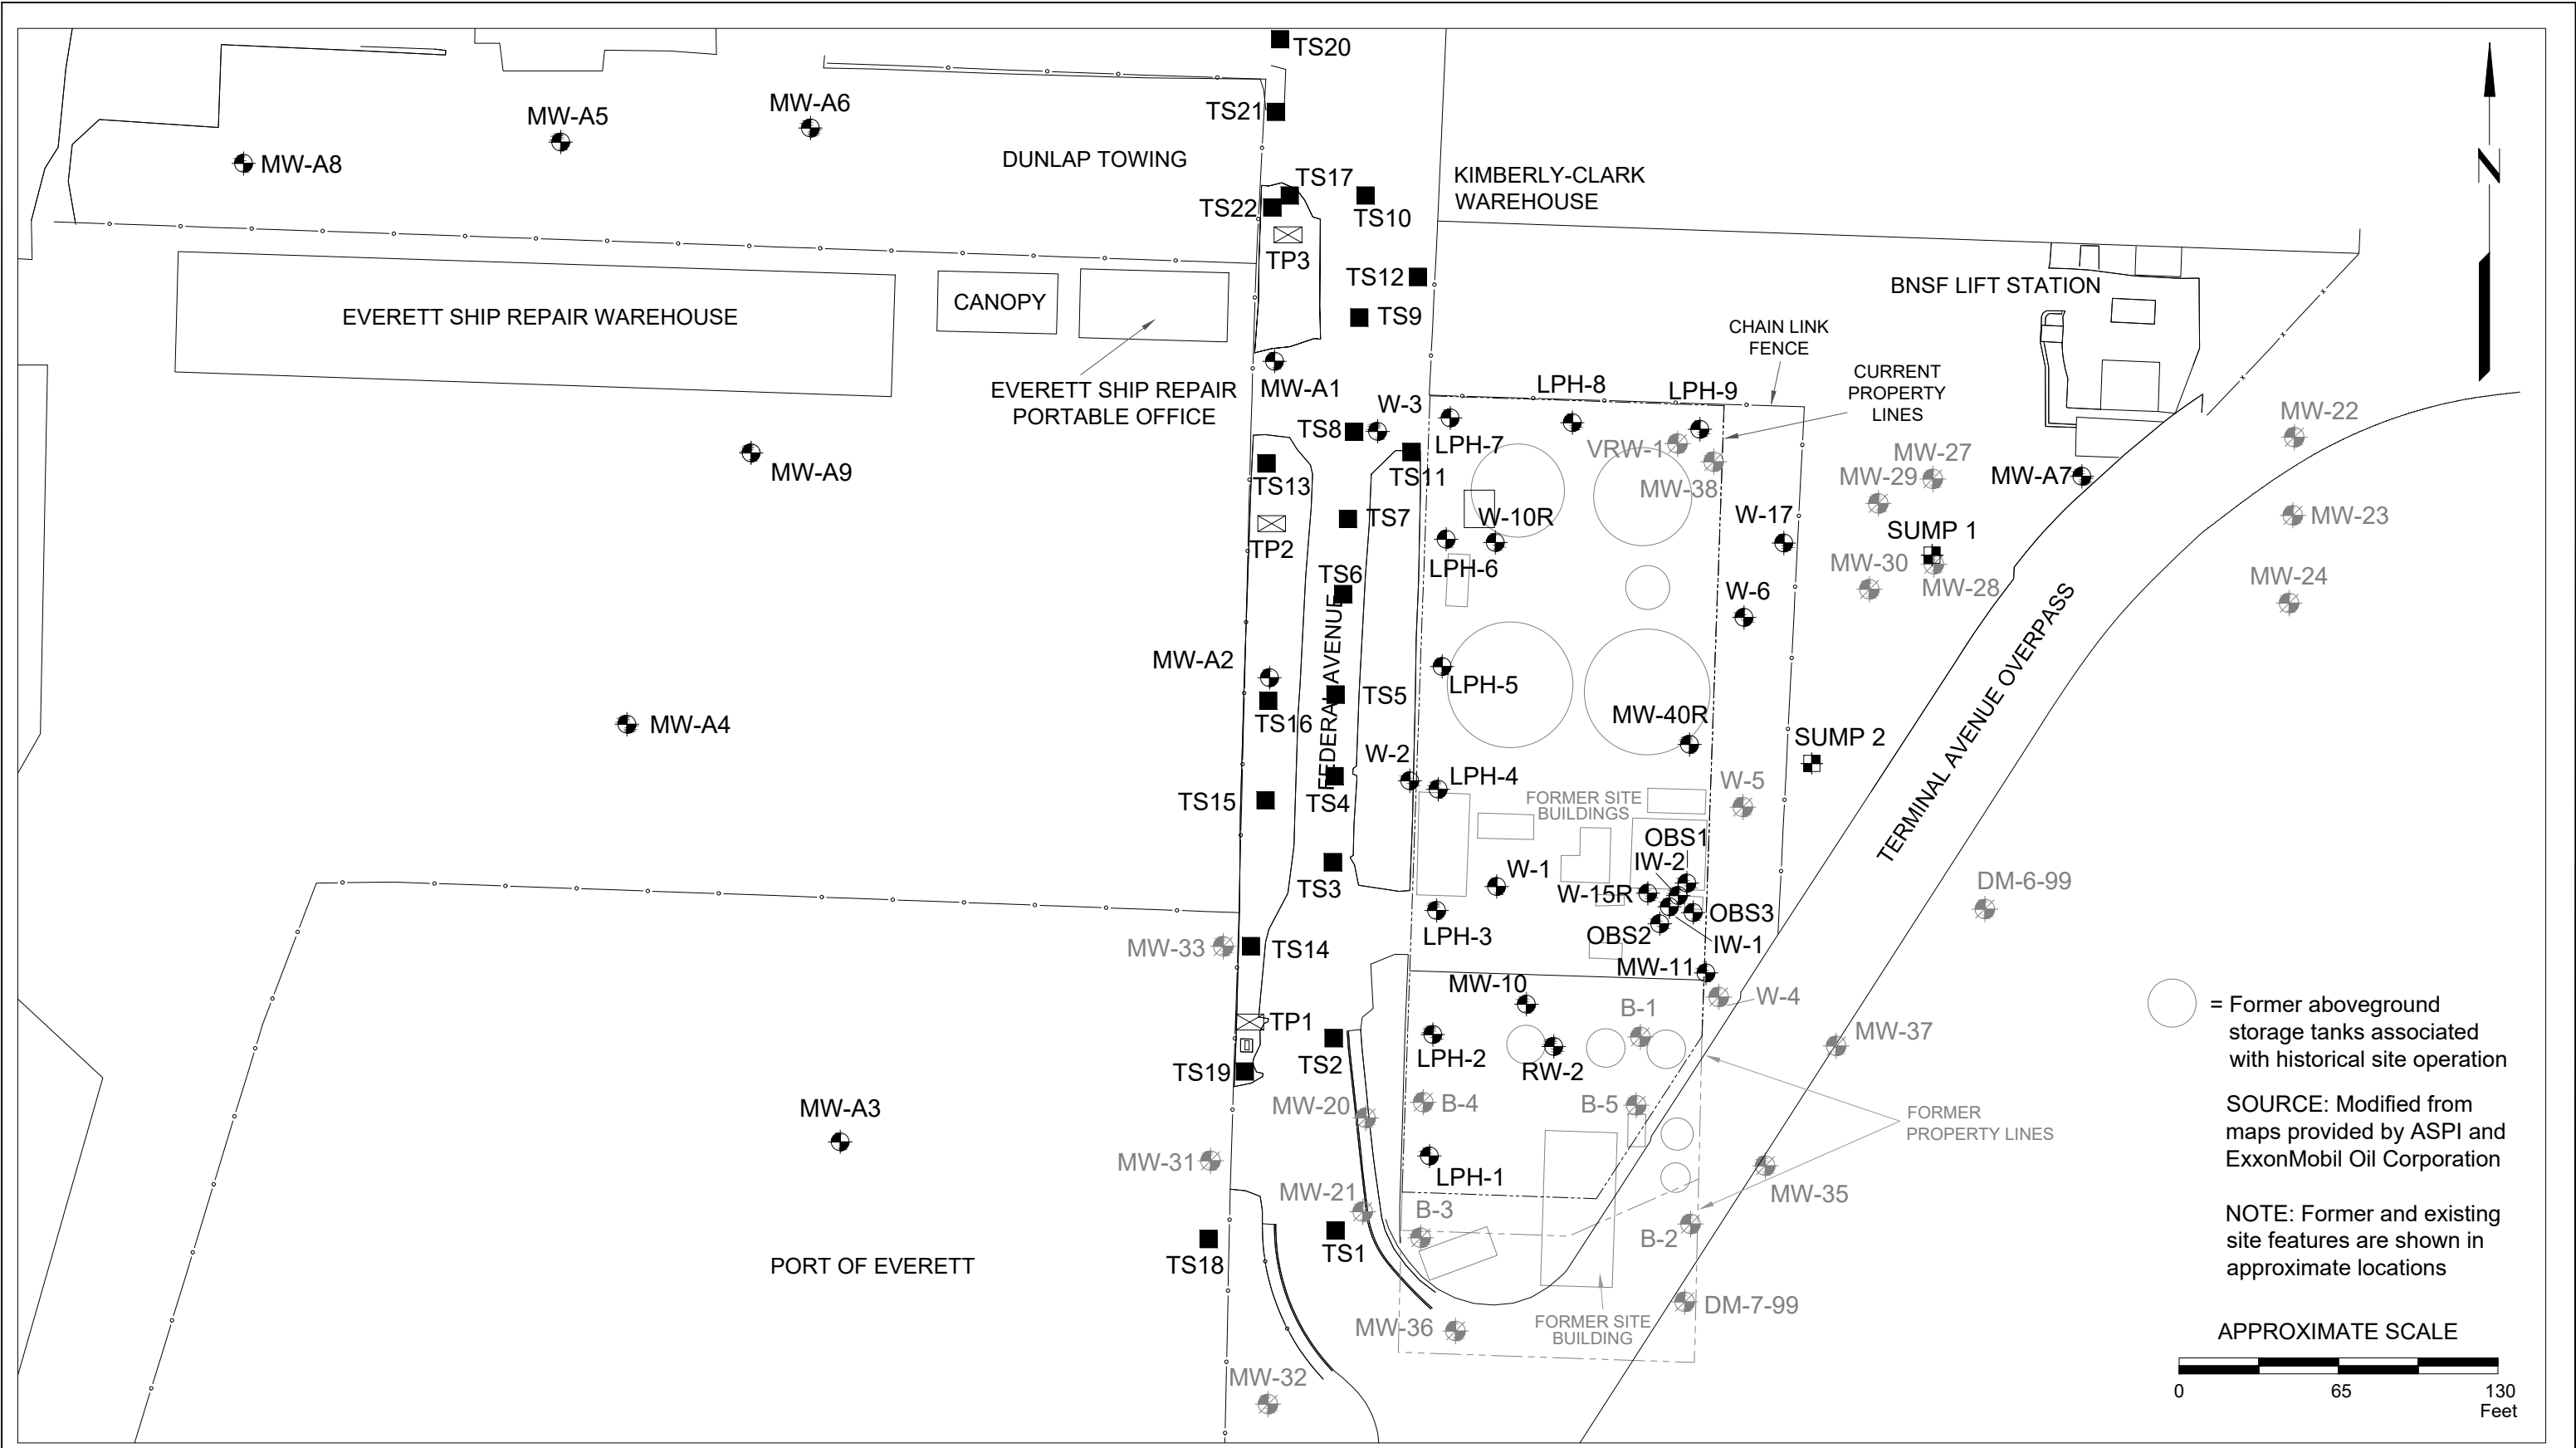 TS20
MW-A6
MW-A5
TS21
DUNLAP TOWING
MW-A8
TS17
KIMBERLY-CLARK
WAREHOUSE
N
TS22
TS10
TP3
TS12
BNSF LIFT STATION
CANOPY
EVERETT SHIP REPAIR WAREHOUSE
TS9
CHAIN LINK
FENCE
EVERETT SHIP REPAIR
PORTABLE OFFICE
MW-A1
LPH-8
LPH-9
CURRENT
PROPERTY
LINES
W-3
MW-22
TS8
LPH-7
VRW-1
MW-27
MW-A9
TS11
MW-29
MW-A7
TS13
MW-38
TS7
W-10R
W-17
MW-23
SUMP 1
TP2
LPH-6
MW-30
TS6
MW-28
MW-24
W-6
FEDERAL AVENUE
TERMINAL AVENUE OVERPASS
MW-A2
LPH-5
TS5
MW-A4
TS16
MW-40R
SUMP 2
W-2
LPH-4
W-5
TS15
TS4
FORMER SITE
BUILDINGS
OBS1
IW-2
TS3
W-1
W-15R
DM-6-99
OBS3
LPH-3
OBS2
IW-1
MW-33
TS14
MW-11
MW-10
W-4
B-1
= Former aboveground
storage tanks associated
with historical site operation
TP1
MW-37
TS2
LPH-2
RW-2
TS19
MW-A3
MW-20
B-4
B-5
FORMER
PROPERTY LINES
SOURCE: Modified from
maps provided by ASPI and
ExxonMobil Oil Corporation
MW-31
LPH-1
MW-21
MW-35
B-3
NOTE: Former and existing
site features are shown in
approximate locations
B-2
TS1
TS18
PORT OF EVERETT
DM-7-99
MW-36
FORMER SITE
BUILDING
APPROXIMATE SCALE
MW-32
0 65 130
Feet